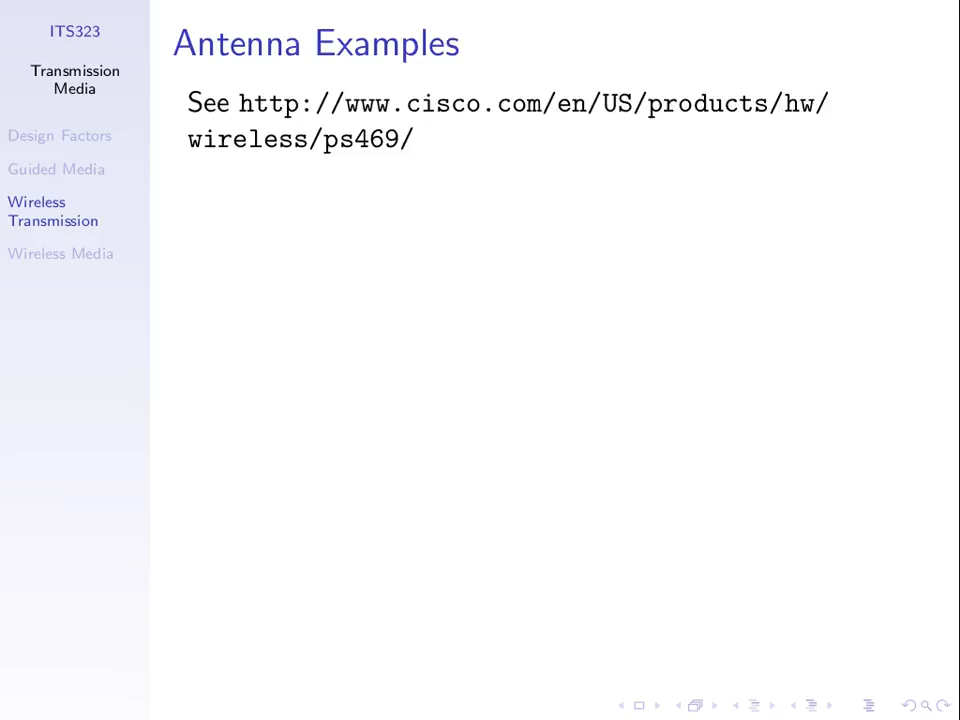 ITS323
Transmission
Media
Design Factors
Guided Media
Wireless
Transmission
Wireless Media
Antenna Examples
See http://www.cisco.com/en/US/products/hw/
wireless/ps469/